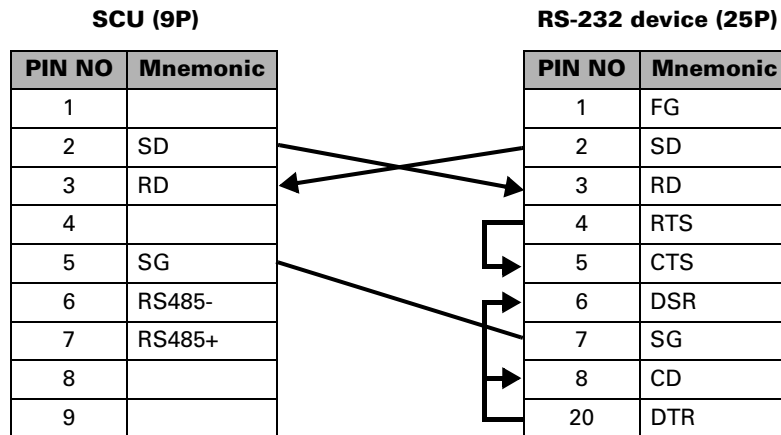 SCU (9P)
RS-232 device (25P)
PIN NO Mnemonic
1
2 SD
3 RD
4
5 SG
6 RS485-
7 RS485+
8
9
PIN NO Mnemonic
1 FG
2 SD
3 RD
4 RTS
5 CTS
6 DSR
7 SG
8 CD
20 DTR